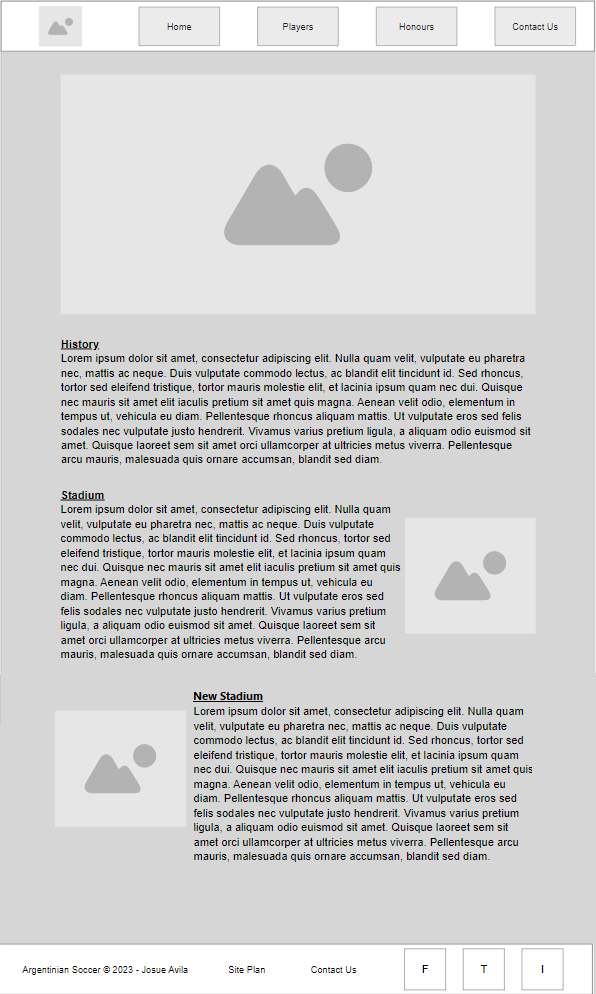 Home Players Honours Contact Us
History
Lorem ipsum dolor sit amet, consectetur adipiscing elit. Nulla quam velit, vulputate eu pharetra
nec, mattis ac neque. Duis vulputate commodo lectus, ac blandit elit tincidunt id. Sed rhoncus,
tortor sed eleifend tristique, tortor mauris molestie elit, et lacinia ipsum quam nec dui. Quisque
nec mauris sit amet elit iaculis pretium sit amet quis magna. Aenean velit odio, elementum in
tempus ut, vehicula eu diam. Pellentesque rhoncus aliquam mattis. Ut vulputate eros sed felis
sodales nec vulputate justo hendrerit. Vivamus varius pretium ligula, a aliquam odio euismod sit
amet. Quisque laoreet sem sit amet orci ullamcorper at ultricies metus viverra. Pellentesque
arcu mauris, malesuada quis ornare accumsan, blandit sed diam.
Stadium
Lorem ipsum dolor sit amet, consectetur adipiscing elit. Nulla quam
velit, vulputate eu pharetra nec, mattis ac neque. Duis vulputate
commodo lectus, ac blandit elit tincidunt id. Sed rhoncus, tortor sed
eleifend tristique, tortor mauris molestie elit, et lacinia ipsum quam
nec dui. Quisque nec mauris sit amet elit iaculis pretium sit amet quis
magna. Aenean velit odio, elementum in tempus ut, vehicula eu
diam. Pellentesque rhoncus aliquam mattis. Ut vulputate eros sed
felis sodales nec vulputate justo hendrerit. Vivamus varius pretium
ligula, a aliquam odio euismod sit amet. Quisque laoreet sem sit
amet orci ullamcorper at ultricies metus viverra. Pellentesque arcu
mauris, malesuada quis ornare accumsan, blandit sed diam.
New Stadium
Lorem ipsum dolor sit amet, consectetur adipiscing elit. Nulla quam
velit, vulputate eu pharetra nec, mattis ac neque. Duis vulputate
commodo lectus, ac blandit elit tincidunt id. Sed rhoncus, tortor sed
eleifend tristique, tortor mauris molestie elit, et lacinia ipsum quam
nec dui. Quisque nec mauris sit amet elit iaculis pretium sit amet quis
magna. Aenean velit odio, elementum in tempus ut, vehicula eu
diam. Pellentesque rhoncus aliquam mattis. Ut vulputate eros sed
felis sodales nec vulputate justo hendrerit. Vivamus varius pretium
ligula, a aliquam odio euismod sit amet. Quisque laoreet sem sit
amet orci ullamcorper at ultricies metus viverra. Pellentesque arcu
mauris, malesuada quis ornare accumsan, blandit sed diam.
Argentinian Soccer © 2023 - Josue Avila Site Plan Contact Us F T I